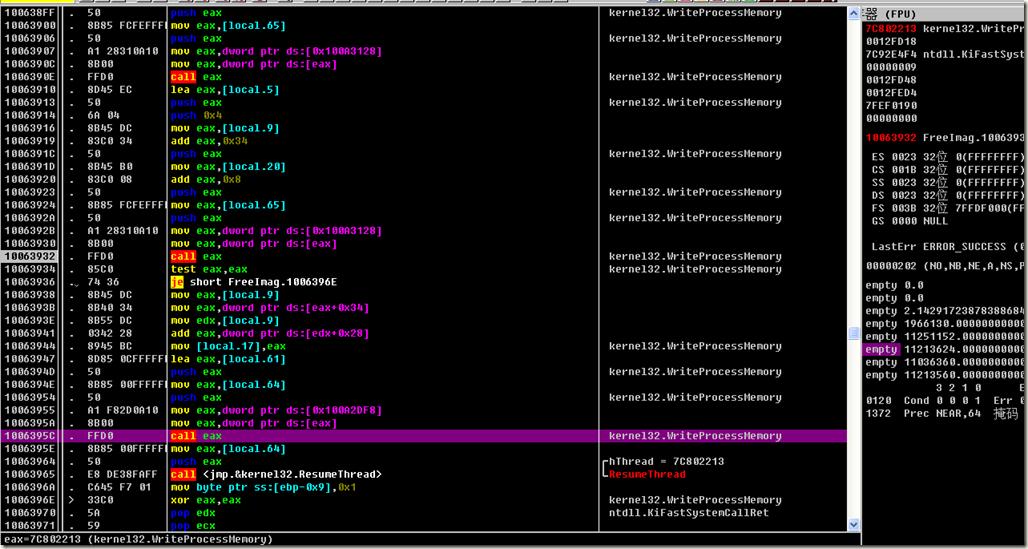 100638FF . 50 push eax kernel32.WriteProcessMemory
10063900 . 8B85 FCFEFFFF mov eax,[local.65]
10063906 . 50 push eax kernel32.WriteProcessMemory
10063907 . A1 28310A10 mov eax,dword ptr ds:[0x100A3128]
1006390C . 8B00 mov eax,dword ptr ds:[eax]
1006390E . FFD0 call eax kernel32.WriteProcessMemory
10063910 . 8D45 EC lea eax,[local.5]
10063913 . 50 push eax kernel32.WriteProcessMemory
10063914 . 6A 04 push 0x4
10063916 . 8B45 DC mov eax,[local.9]
10063919 . 83C0 34 add eax,0x34
1006391C . 50 push eax kernel32.WriteProcessMemory
1006391D . 8B45 B0 mov eax,[local.20]
10063920 . 83C0 08 add eax,0x8
10063923 . 50 push eax kernel32.WriteProcessMemory
10063924 . 8B85 FCFEFFFF mov eax,[local.65]
1006392A . 50 push eax kernel32.WriteProcessMemory
1006392B . A1 28310A10 mov eax,dword ptr ds:[0x100A3128]
10063930 . 8B00 mov eax,dword ptr ds:[eax]
10063932 . FFD0 call eax kernel32.WriteProcessMemory
10063934 . 85C0 test eax,eax kernel32.WriteProcessMemory
10063936 . 74 36 je short FreeImag.1006396E
10063938 . 8B45 DC mov eax,[local.9]
1006393B . 8B40 34 mov eax,dword ptr ds:[eax+0x34]
1006393E . 8B55 DC mov edx,[local.9]
10063941 . 0342 28 add eax,dword ptr ds:[edx+0x28]
10063944 . 8945 BC mov [local.17],eax kernel32.WriteProcessMemory
10063947 . 8D85 0CFFFFFF lea eax,[local.61]
1006394D . 50 push eax kernel32.WriteProcessMemory
1006394E . 8B85 00FFFFFF mov eax,[local.64]
10063954 . 50 push eax kernel32.WriteProcessMemory
10063955 . A1 F82D0A10 mov eax,dword ptr ds:[0x100A2DF8]
1006395A . 8B00 mov eax,dword ptr ds:[eax]
1006395C . FFD0 call eax kernel32.WriteProcessMemory
1006395E . 8B85 00FFFFFF mov eax,[local.64]
10063964 . 50 push eax hThread = 7C802213
10063965 . E8 DE38FAFF call <jmp.&kernel32.ResumeThread> ResumeThread
1006396A . C645 F7 01 mov byte ptr ss:[ebp-0x9],0x1
1006396E > 33C0 xor eax,eax kernel32.WriteProcessMemory
10063970 . 5A pop edx ntdll.KiFastSystemCallRet
10063971 . 59 pop ecx
eax=7C802213 (kernel32.WriteProcessMemory)
器 (FPU)
7C802213 kernel32.WritePr
0012FD18
7C92E4F4 ntdll.KiFastSys
00000009
0012FD48
0012FED4
7FEF0190
00000000
10063932 FreeImag.1006393
ES 0023 32位 0(FFFFFFFF)
CS 001B 32位 0(FFFFFFFF)
SS 0023 32位 0(FFFFFFFF)
DS 0023 32位 0(FFFFFFFF)
FS 003B 32位 7FFDF000(FF
GS 0000 NULL
LastErr ERROR_SUCCESS (0
00000202 (NO,NB,NE,A,NS,P
empty 0.0
empty 0.0
empty 2.1429172387838868
empty 1966130.0000000000
empty 11251152.000000000
empty 11213624.000000000
empty 11036360.000000000
empty 11213560.000000000
3 2 1 0 E
0120 Cond 0 0 0 1 Err 0
1372 Prec NEAR,64 掩码